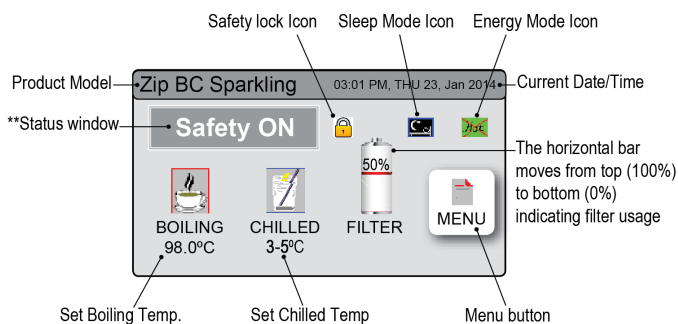 Safety lock Icon
Sleep Mode Icon
Energy Mode Icon
Product Model
Zip BC Sparkling
03:01 PM, THU 23, Jan 2014
Current Date/Time
**Status window
Safety ON
Hot
50%
The horizontal bar
moves from top (100%)
to bottom (0%)
indicating filter usage
BOILING
98.0ºC
CHILLED
3-5ºC
FILTER
MENU
Set Boiling Temp.
Set Chilled Temp
Menu button